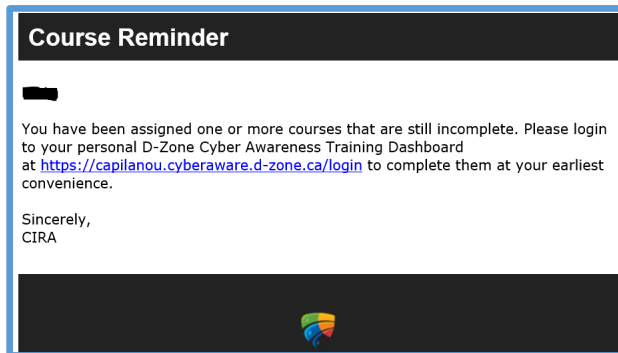 Course Reminder
You have been assigned one or more courses that are still incomplete. Please login
to your personal D-Zone Cyber Awareness Training Dashboard
at https://capilanou.cyberaware.d-zone.ca/login to complete them at your earliest
convenience.
Sincerely,
CIRA